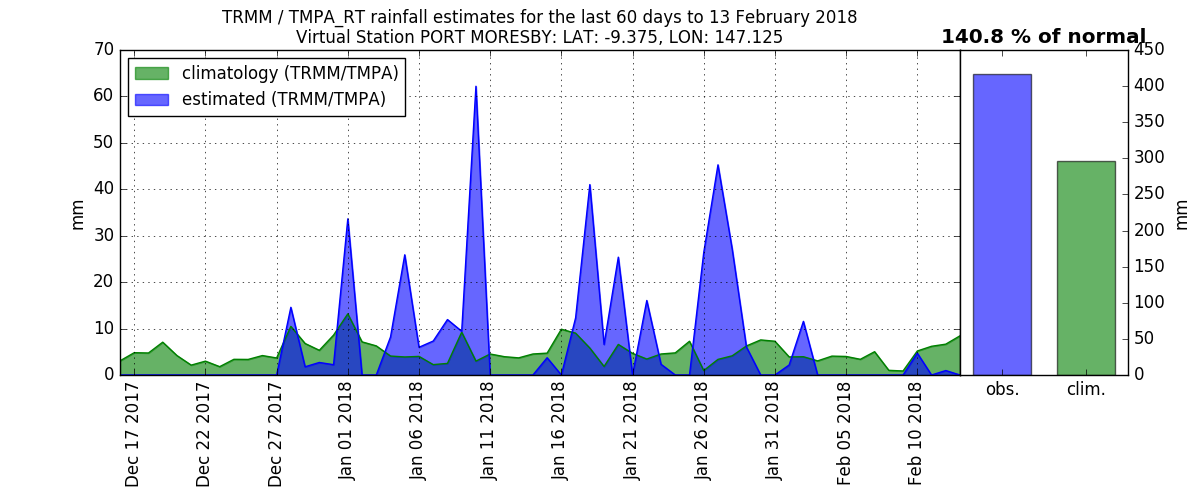 TRMM / TMPA_RT rainfall estimates for the last 60 days to 13 February 2018
Virtual Station PORT MORESBY: LAT: -9.375, LON: 147.125
140.8 % of normal
climatology (TRMM/TMPA)
estimated (TRMM/TMPA)
70
60
50
40
30
20
10
0
mm
Dec 17 2017
Dec 22 2017
Dec 27 2017
Jan 01 2018
Jan 06 2018
Jan 11 2018
Jan 16 2018
Jan 21 2018
Jan 26 2018
Jan 31 2018
Feb 05 2018
Feb 10 2018
obs.
clim.
450
400
350
300
250
200
150
100
50
0
mm